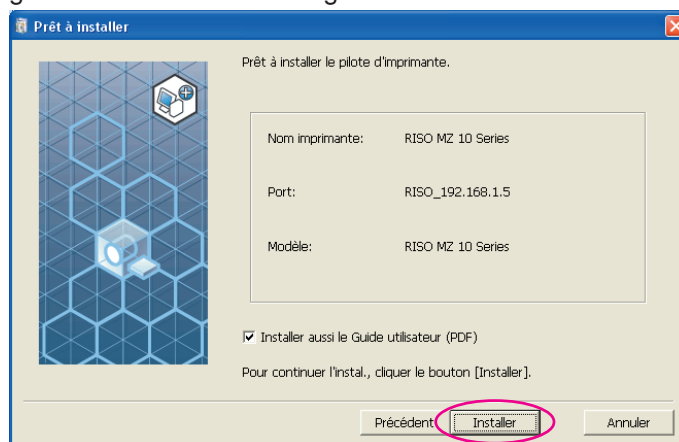 Prêt à installer
Prêt à installer le pilote d'imprimante.
Nom imprimante: RISO MZ 10 Series
Port: RISO_192.168.1.5
Modèle: RISO MZ 10 Series
Installer aussi le Guide utilisateur (PDF)
Pour continuer l'instal., cliquer le bouton [Installer].
Précédent Installer Annuler